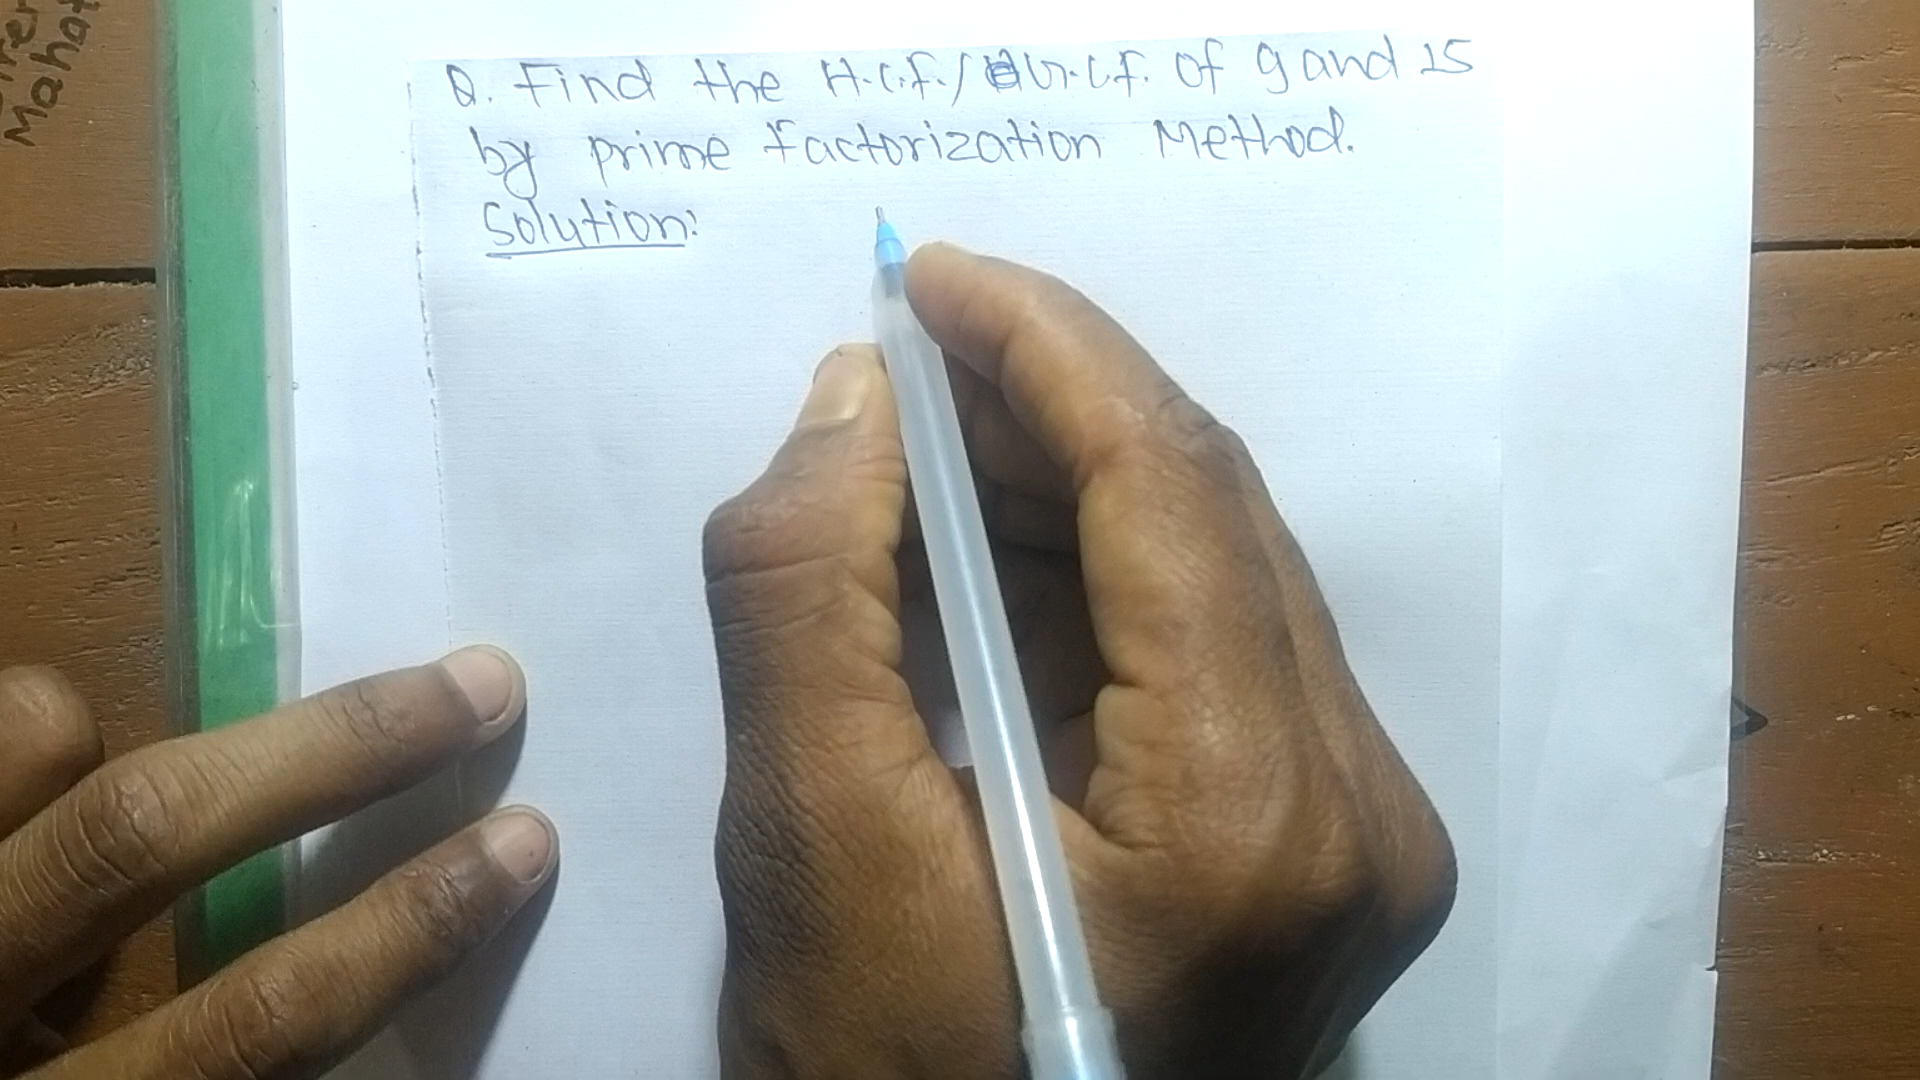 Q. Find the H.C.F./G.C.F. of 9 and 15
by prime factorization Method.
Solution: